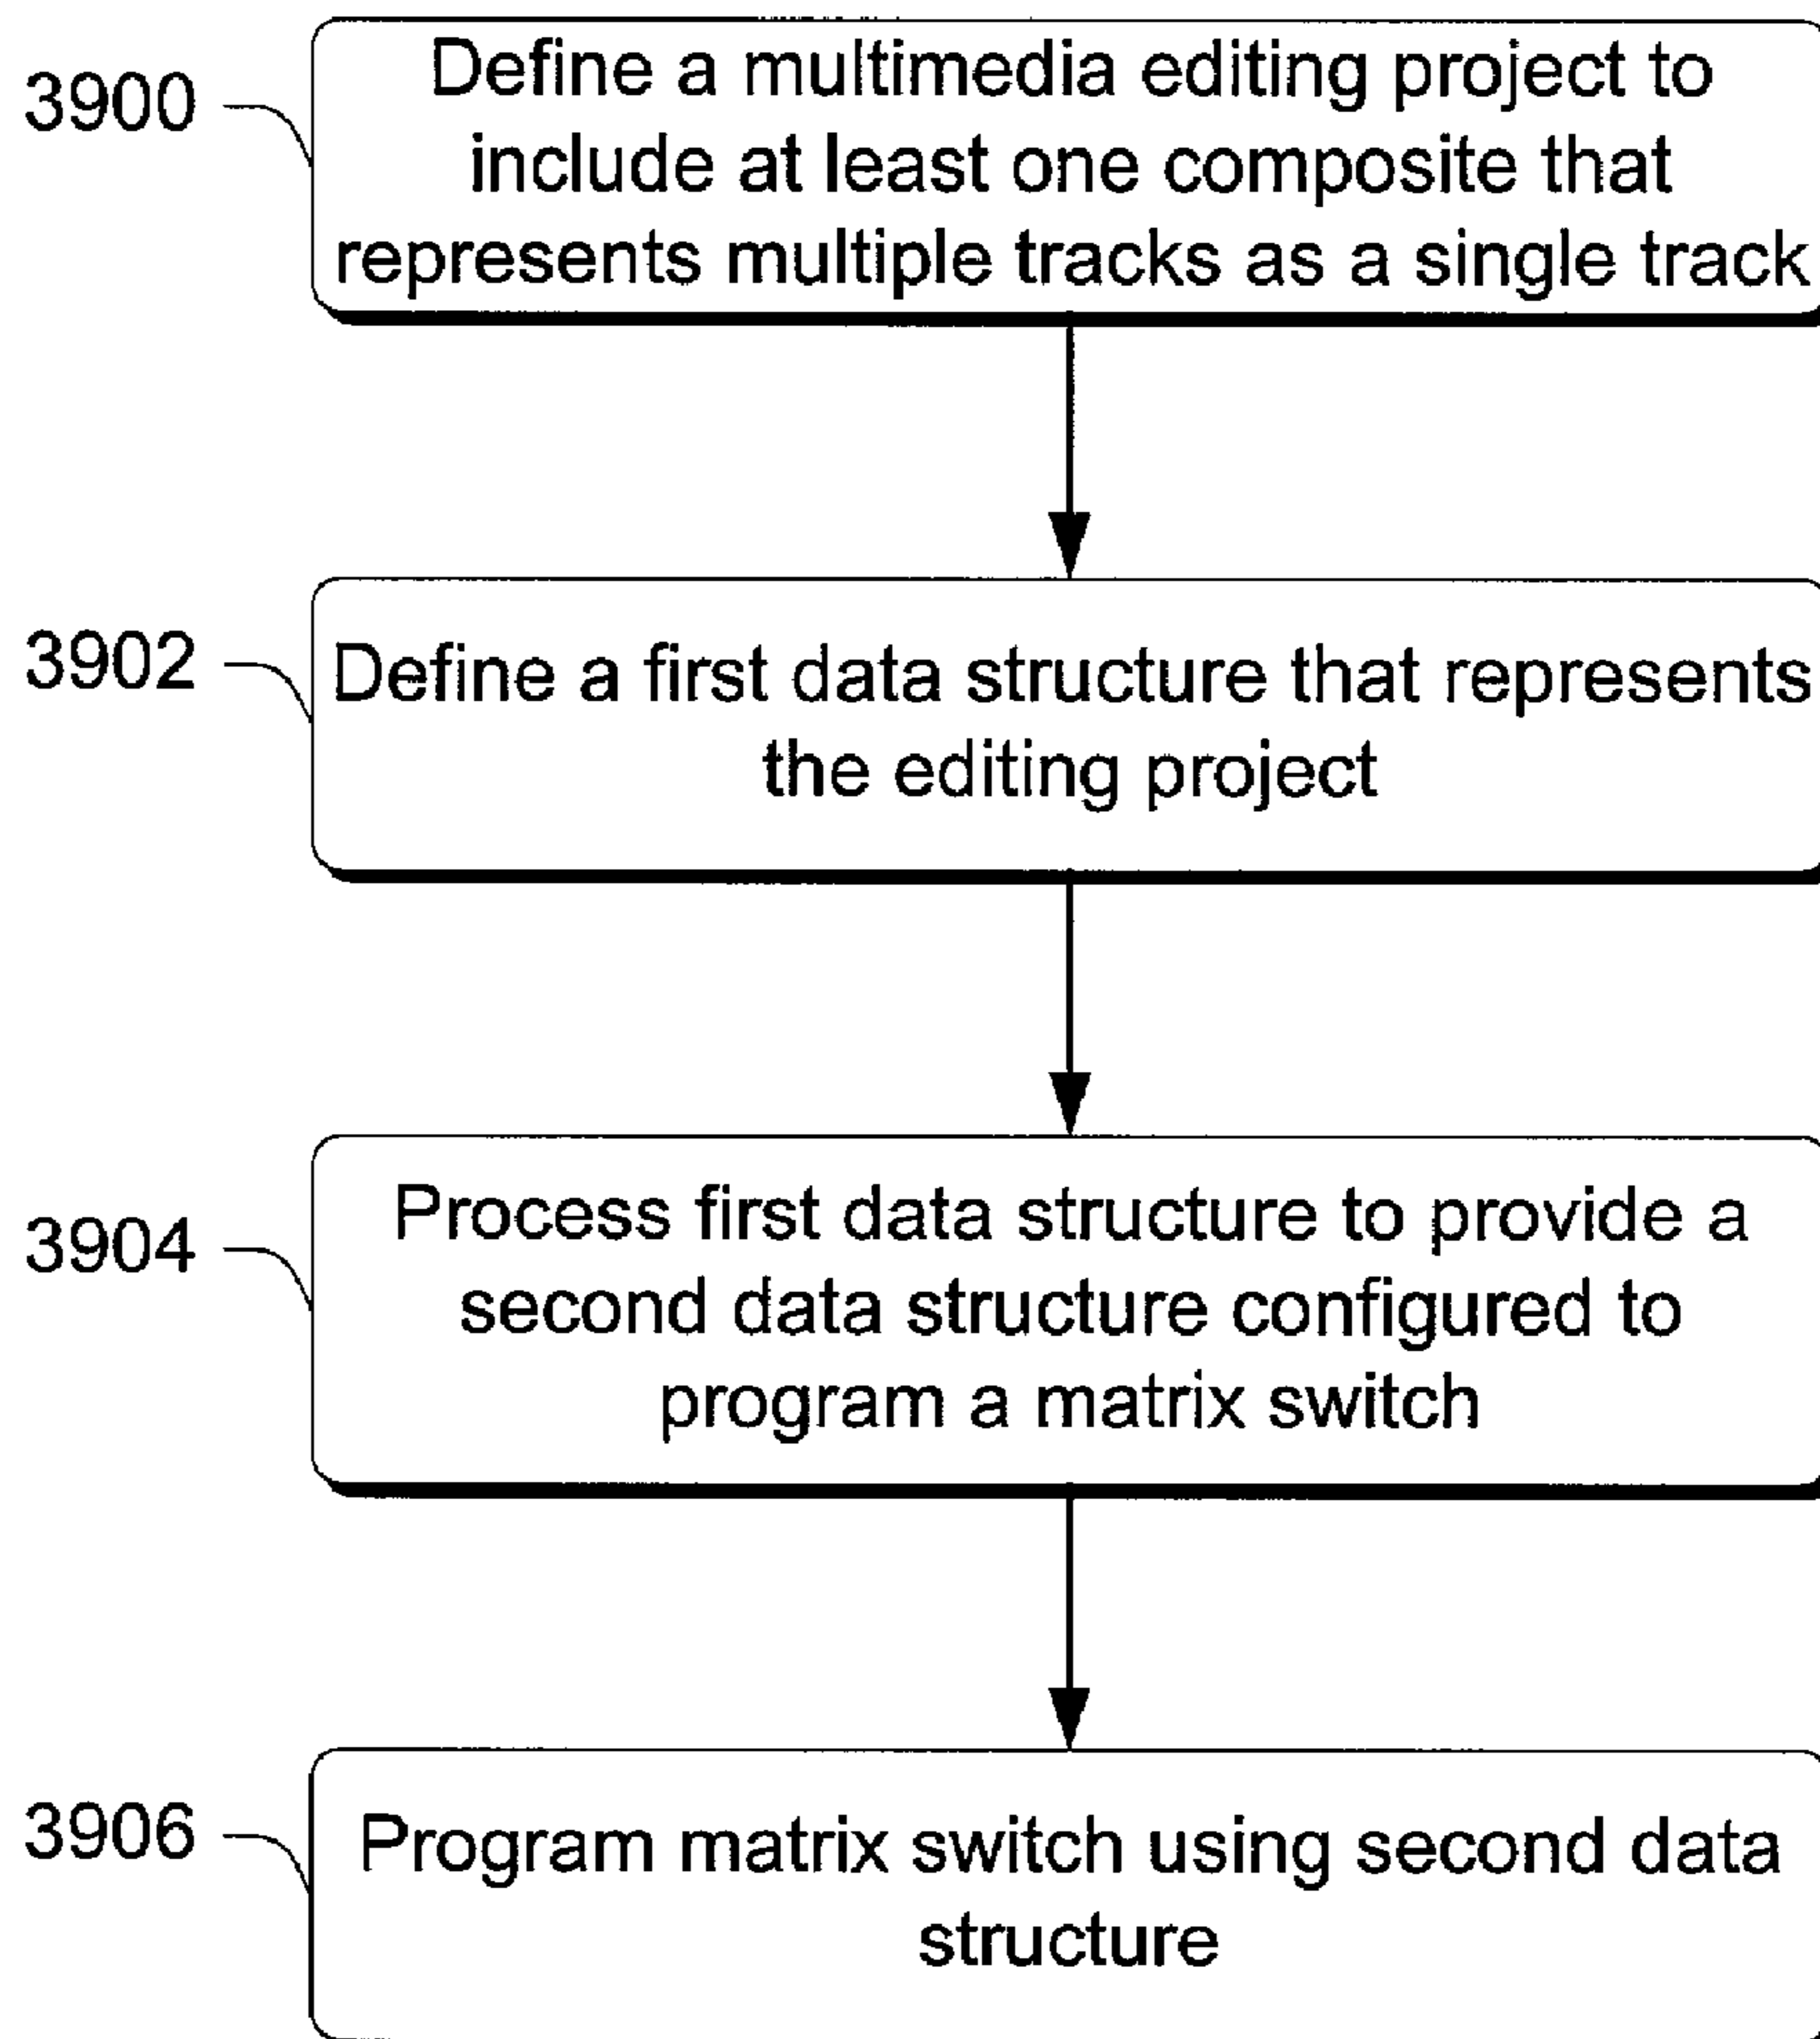 3900
Define a multimedia editing project to
include at least one composite that
represents multiple tracks as a single track
3902
Define a first data structure that represents
the editing project
3904
Process first data structure to provide a
second data structure configured to
program a matrix switch
3906
Program matrix switch using second data
structure